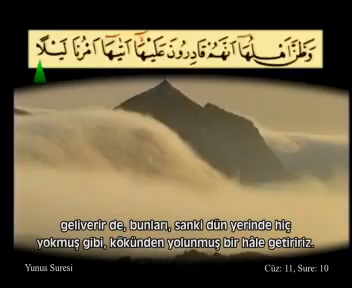 وَظَنَّ اَهْلُهَٓا اَنَّهُمْ قَادِرُونَ عَلَيْهَٓاۙ اَتٰيهَٓا اَمْرُنَا لَيْلًا
geliverir de, bunları, sanki dün yerinde hiç
yokmuş gibi, kökünden yolunmuş bir hâle getiririz.
Yunus Suresi
Cüz: 11, Sure: 10